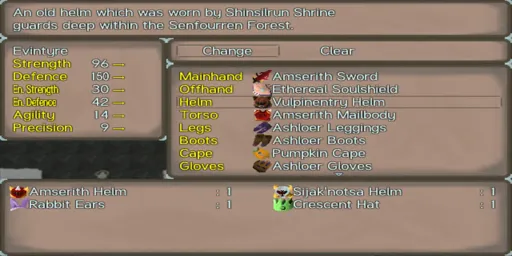 An old helm which was worn by Shinsilrun Shrine
guards deep within the Senfourren Forest.
Evintyre
Strength 96 →
Defence 150 →
En. Strength 30 →
En. Defence 42 →
Agility 14 →
Precision 9 →
Change Clear
Mainhand Amserith Sword
Offhand Ethereal Soulshield
Helm Vulpinentry Helm
Torso Amserith Mailbody
Legs Ashloer Leggings
Boots Ashloer Boots
Cape Pumpkin Cape
Gloves Ashloer Gloves
Amserith Helm : 1 Sijak'notsa Helm : 1
Rabbit Ears : 1 Crescent Hat : 1